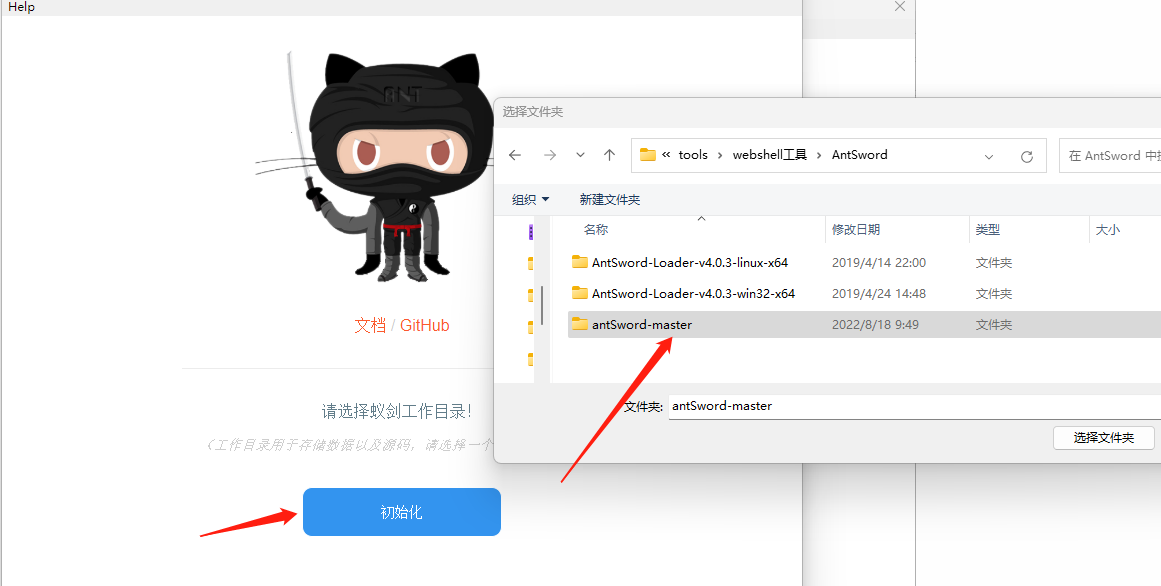 Help
ANT
文档 / GitHub
请选择蚁剑工作目录!
(工作目录用于存储数据以及源码，请选择一个
初始化
选择文件夹
« tools › webshell工具 › AntSword
在 AntSword 中
组织 新建文件夹
名称 修改日期 类型 大小
AntSword-Loader-v4.0.3-linux-x64 2019/4/14 22:00 文件夹
AntSword-Loader-v4.0.3-win32-x64 2019/4/24 14:48 文件夹
antSword-master 2022/8/18 9:49 文件夹
文件夹: antSword-master
选择文件夹